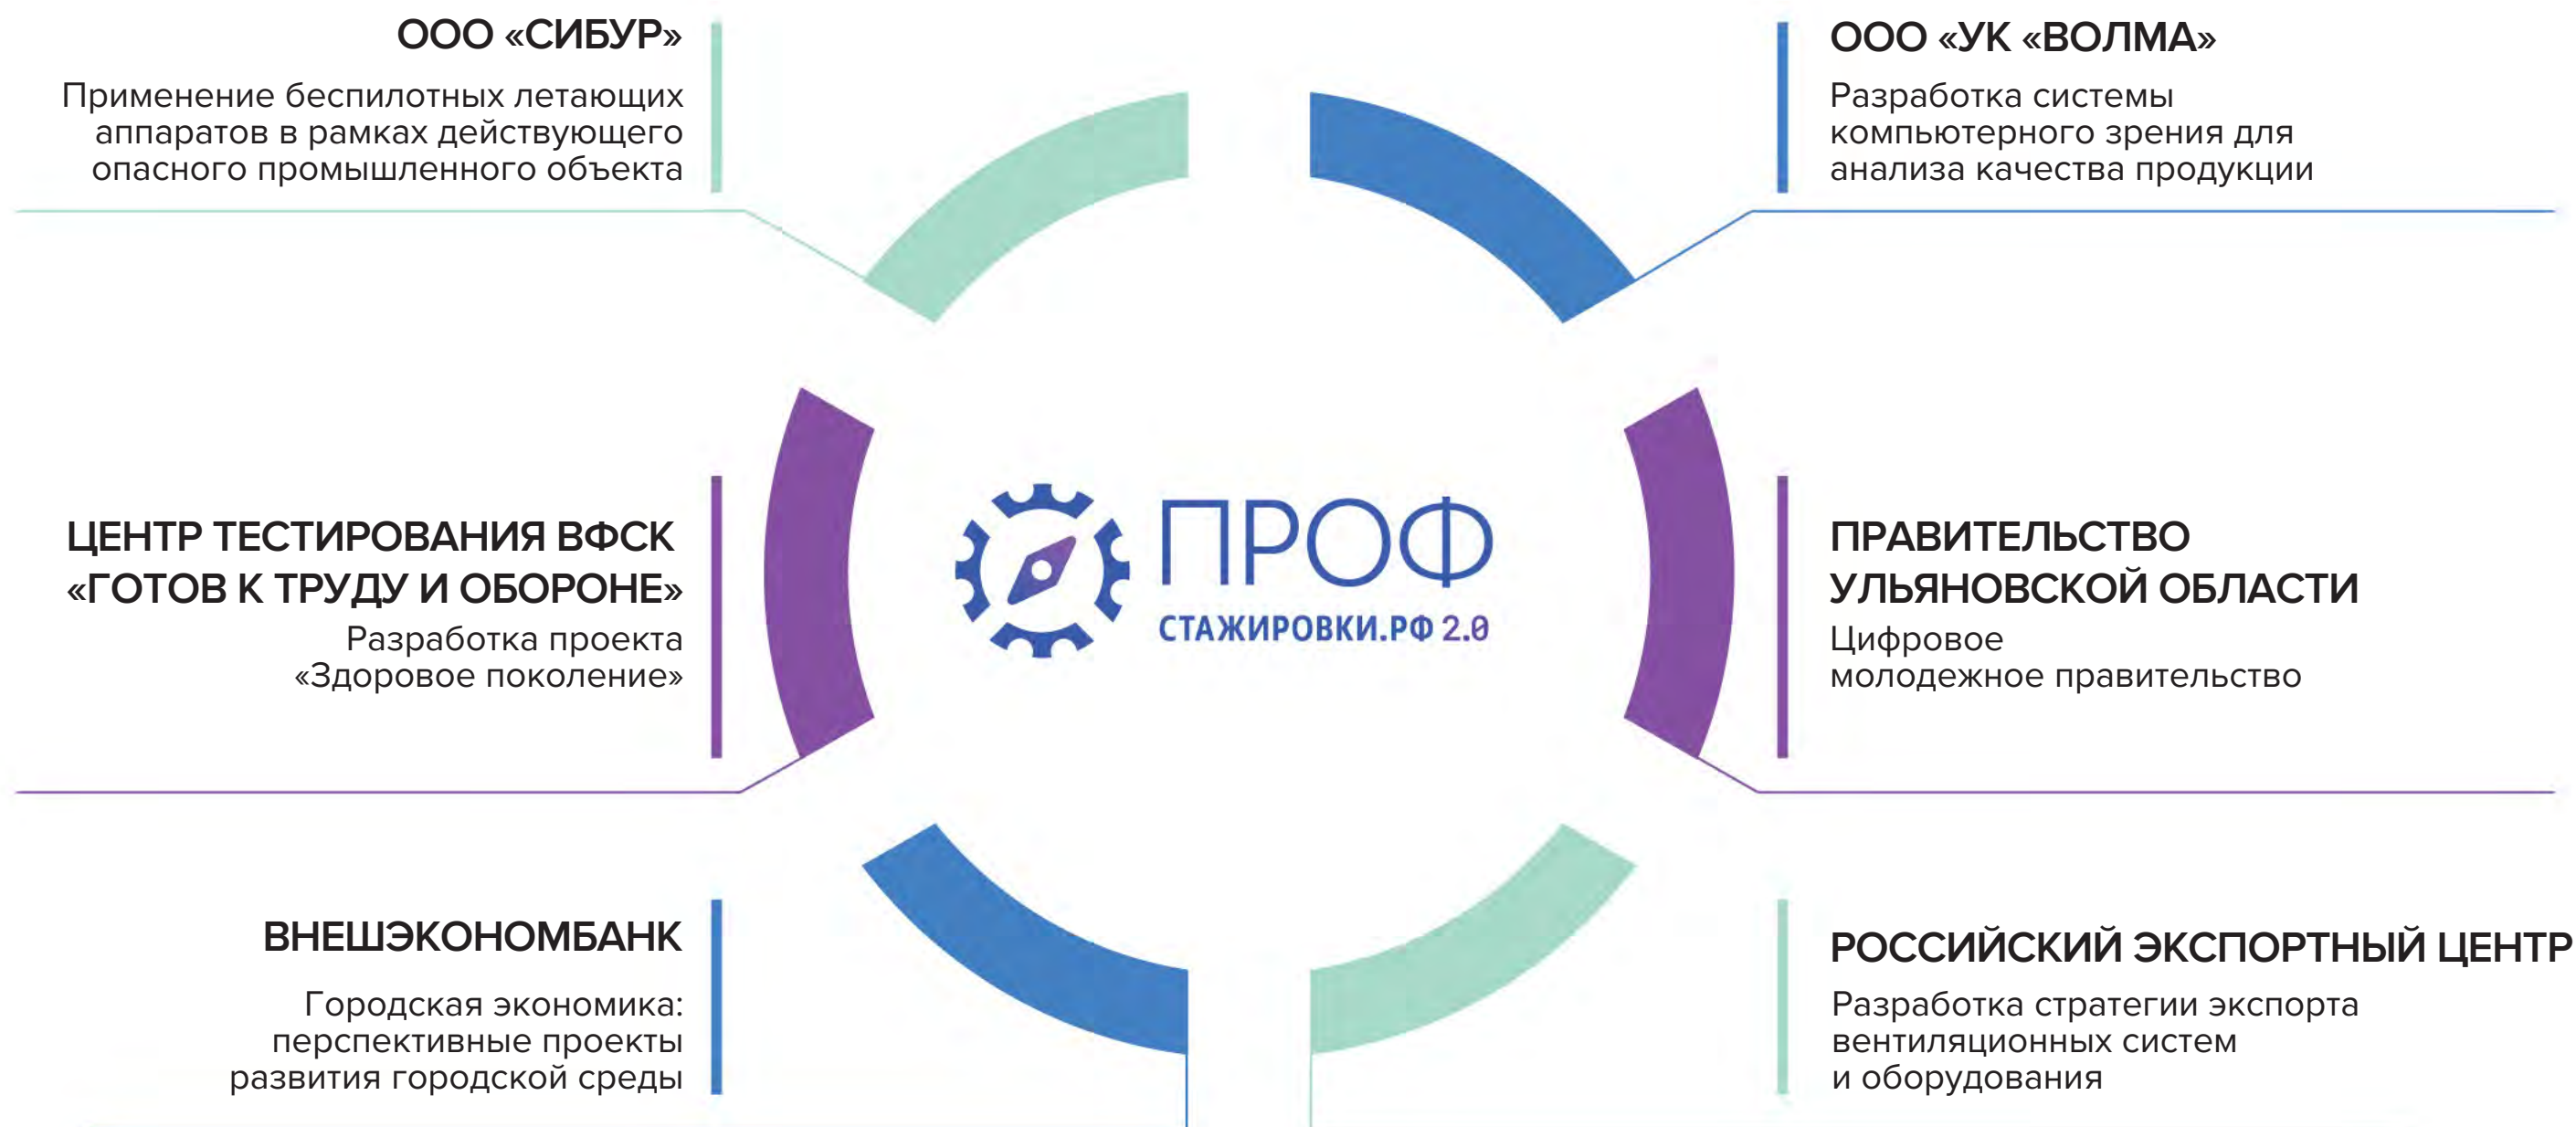 ООО «СИБУР»
Применение беспилотных летающих
аппаратов в рамках действующего
опасного промышленного объекта
ООО «УК «ВОЛМА»
Разработка системы
компьютерного зрения для
анализа качества продукции
ЦЕНТР ТЕСТИРОВАНИЯ ВФСК
«ГОТОВ К ТРУДУ И ОБОРОНЕ»
Разработка проекта
«Здоровое поколение»
ПРОФ
СТАЖИРОВКИ.РФ 2.0
ПРАВИТЕЛЬСТВО
УЛЬЯНОВСКОЙ ОБЛАСТИ
Цифровое
молодежное правительство
ВНЕШЭКОНОМБАНК
Городская экономика:
перспективные проекты
развития городской среды
РОССИЙСКИЙ ЭКСПОРТНЫЙ ЦЕНТР
Разработка стратегии экспорта
вентиляционных систем
и оборудования